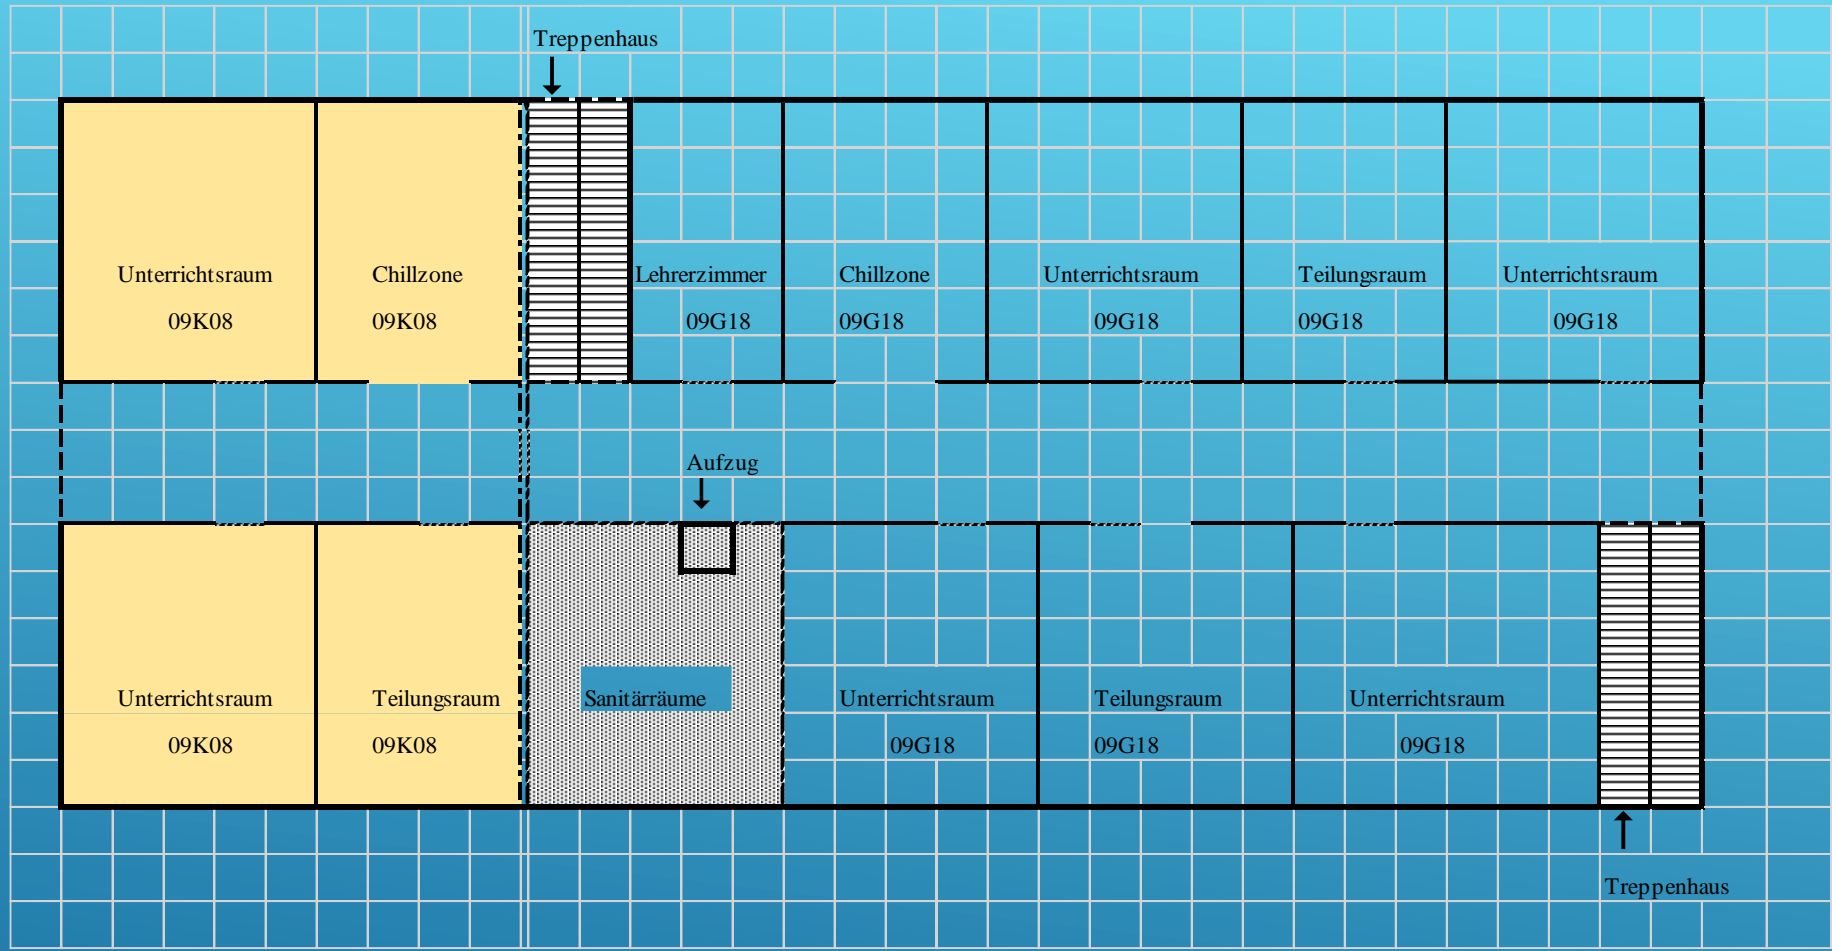 Treppenhaus
Unterrichtsraum
09K08
Chillzone
09K08
Lehrerzimmer
09G18
Chillzone
09G18
Unterrichtsraum
09G18
Teilungsraum
09G18
Unterrichtsraum
09G18
Aufzug
Unterrichtsraum
09K08
Teilungsraum
09K08
Sanitärräume
Unterrichtsraum
09G18
Teilungsraum
09G18
Unterrichtsraum
09G18
Treppenhaus